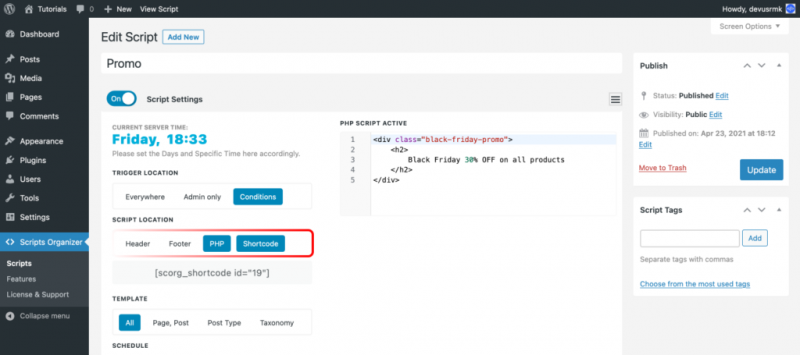 Tutorials 0 + New View Script
Howdy, devusrmk
Screen Options
Dashboard
Posts
Media
Pages
Comments
Appearance
Plugins
Users
Tools
Settings
Scripts Organizer
Scripts
Features
License & Support
Collapse menu
Edit Script Add New
Promo
On Script Settings
CURRENT SERVER TIME:
Friday, 18:33
Please set the Days and Specific Time here accordingly.
TRIGGER LOCATION
Everywhere Admin only Conditions
SCRIPT LOCATION
Header Footer PHP Shortcode
[scorg_shortcode id="19"]
TEMPLATE
All Page, Post Post Type Taxonomy
SCHEDULE
PHP SCRIPT ACTIVE
1 <div class="black-friday-promo">
2 <h2>
3 Black Friday 30% OFF on all products
4 </h2>
5 </div>
Publish
Status: Published Edit
Visibility: Public Edit
Published on: Apr 23, 2021 at 18:12
Edit
Move to Trash Update
Script Tags
Add
Separate tags with commas
Choose from the most used tags